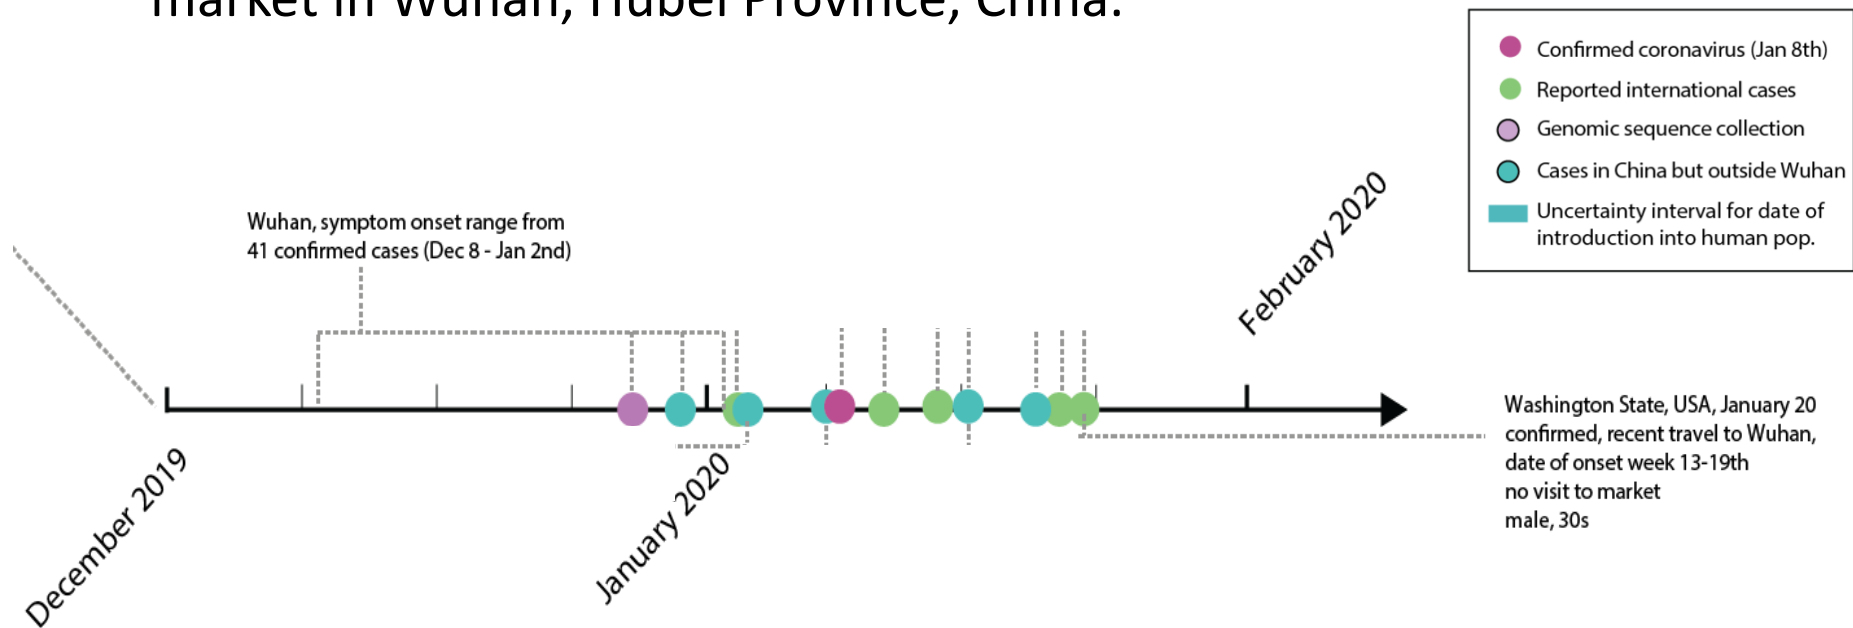 market in Wuhan, Hubei Province, China.
Confirmed coronavirus (Jan 8th)
Reported international cases
Genomic sequence collection
Cases in China but outside Wuhan
Uncertainty interval for date of
introduction into human pop.
Wuhan, symptom onset range from
41 confirmed cases (Dec 8 - Jan 2nd)
February 2020
December 2019
January 2020
Washington State, USA, January 20
confirmed, recent travel to Wuhan,
date of onset week 13-19th
no visit to market
male, 30s